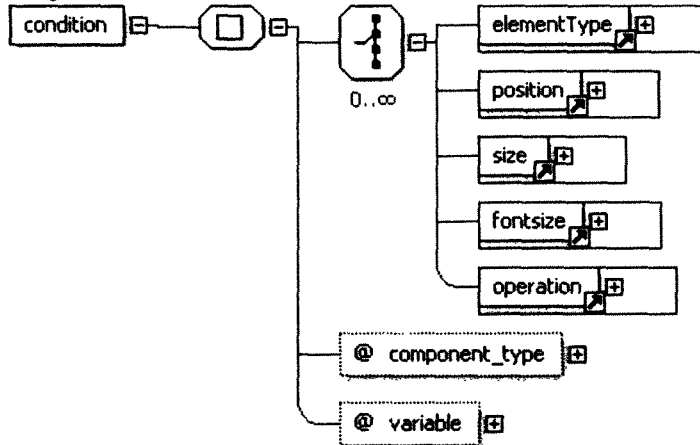 condition
0..∞
elementType
position
size
fontsize
operation
@ component_type
@ variable